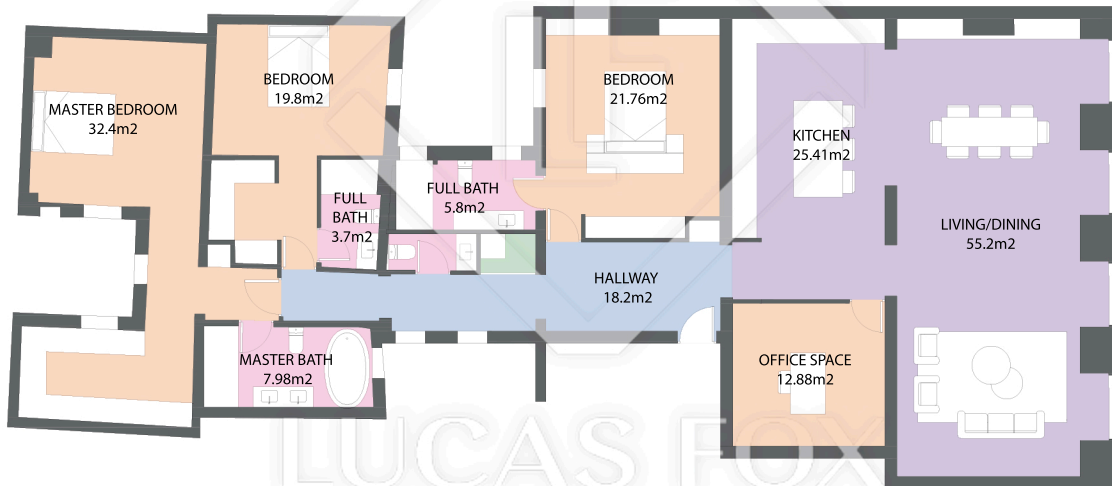 MASTER BEDROOM
32.4m2
BEDROOM
19.8m2
BEDROOM
21.76m2
KITCHEN
25.41m2
LIVING/DINING
55.2m2
FULL
BATH
3.7m2
FULL BATH
5.8m2
HALLWAY
18.2m2
MASTER BATH
7.98m2
OFFICE SPACE
12.88m2
LUCAS FOX